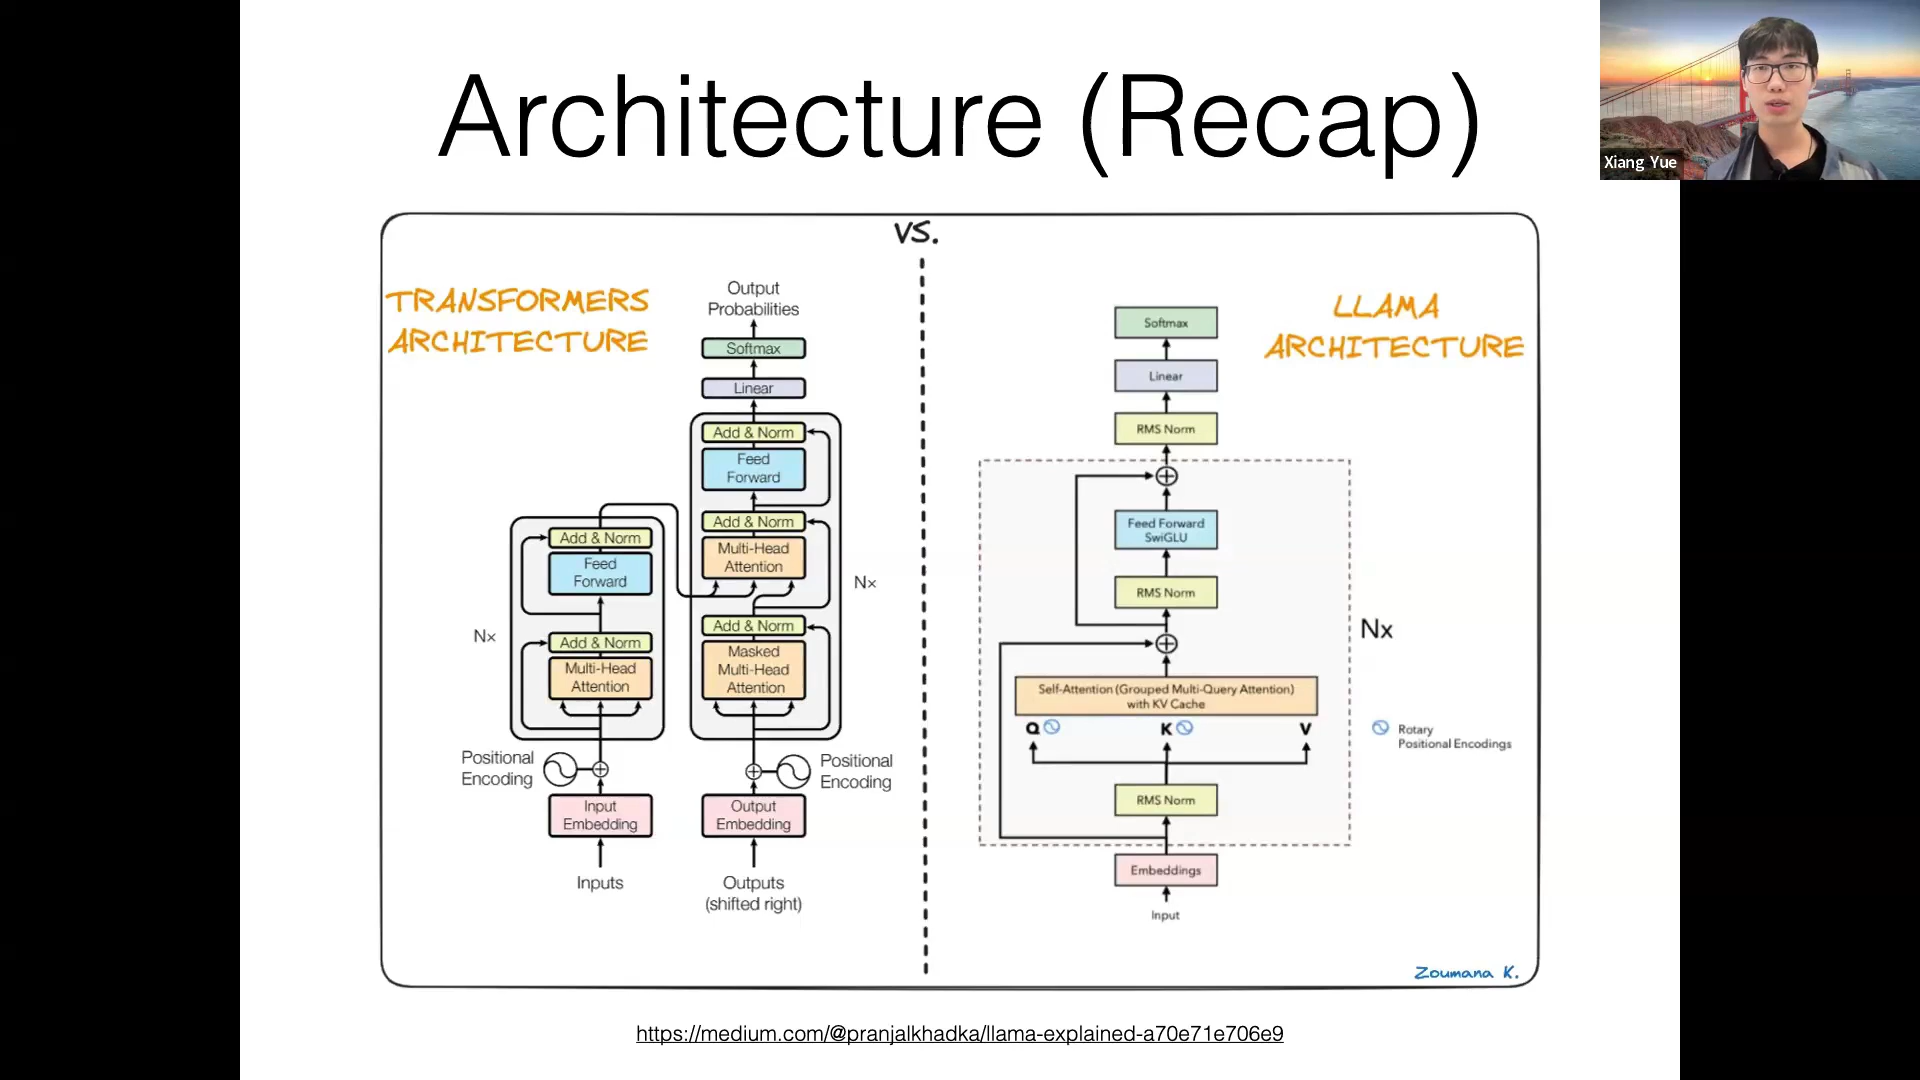 Architecture (Recap)
Xiang Yue
VS.
TRANSFORMERS
ARCHITECTURE
Output
Probabilities
Softmax
Linear
Add & Norm
Feed
Forward
Add & Norm
Multi-Head
Attention
Nx
Add & Norm
Masked
Multi-Head
Attention
Add & Norm
Feed
Forward
Nx
Add & Norm
Multi-Head
Attention
Positional
Encoding
Positional
Encoding
Input
Embedding
Output
Embedding
Inputs
Outputs
(shifted right)
LLAMA
ARCHITECTURE
Softmax
Linear
RMS Norm
Feed Forward
SwiGLU
RMS Norm
Nx
Self-Attention (Grouped Multi-Query Attention)
with KV Cache
Q
K
V
Rotary
Positional Encodings
RMS Norm
Embeddings
Input
Zoumana K.
https://medium.com/@pranjalkhadka/llama-explained-a70e71e706e9